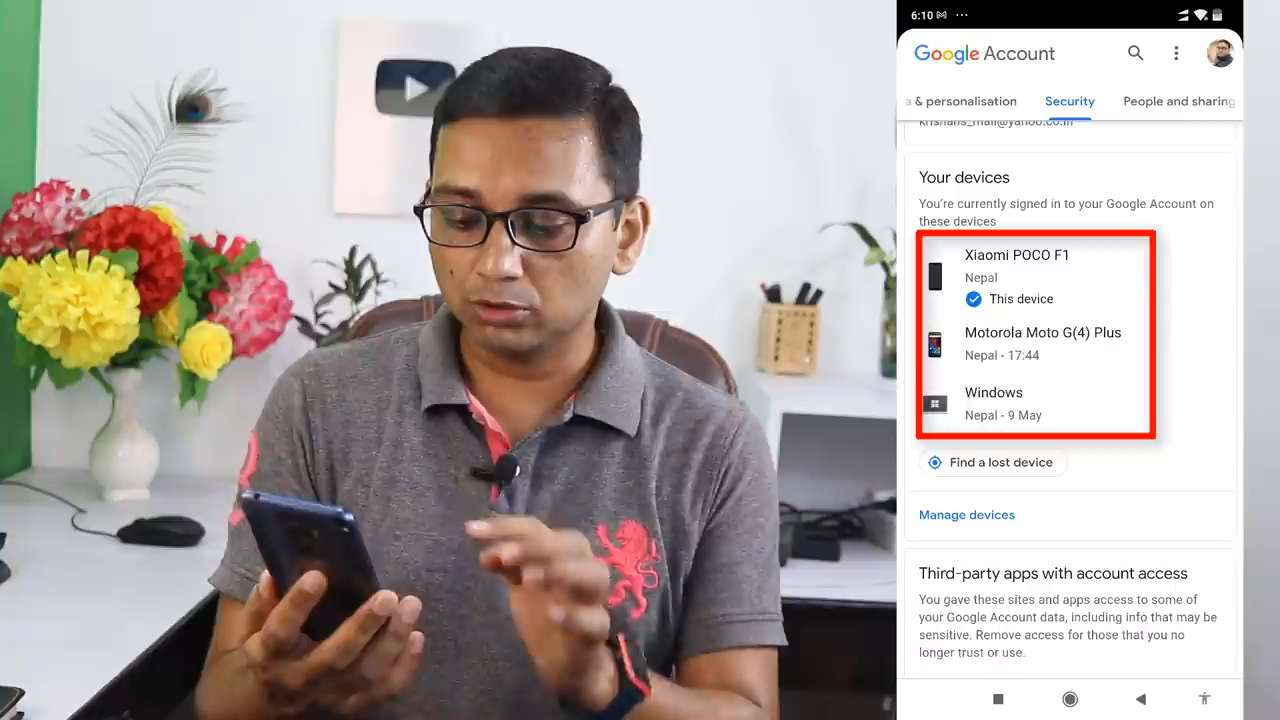 6:10
Google Account
a & personalisation Security People and sharing
Your devices
You're currently signed in to your Google Account on
these devices
Xiaomi POCO F1
Nepal
This device
Motorola Moto G(4) Plus
Nepal - 17:44
Windows
Nepal - 9 May
Find a lost device
Manage devices
Third-party apps with account access
You gave these sites and apps access to some of
your Google Account data, including info that may be
sensitive. Remove access for those that you no
longer trust or use.